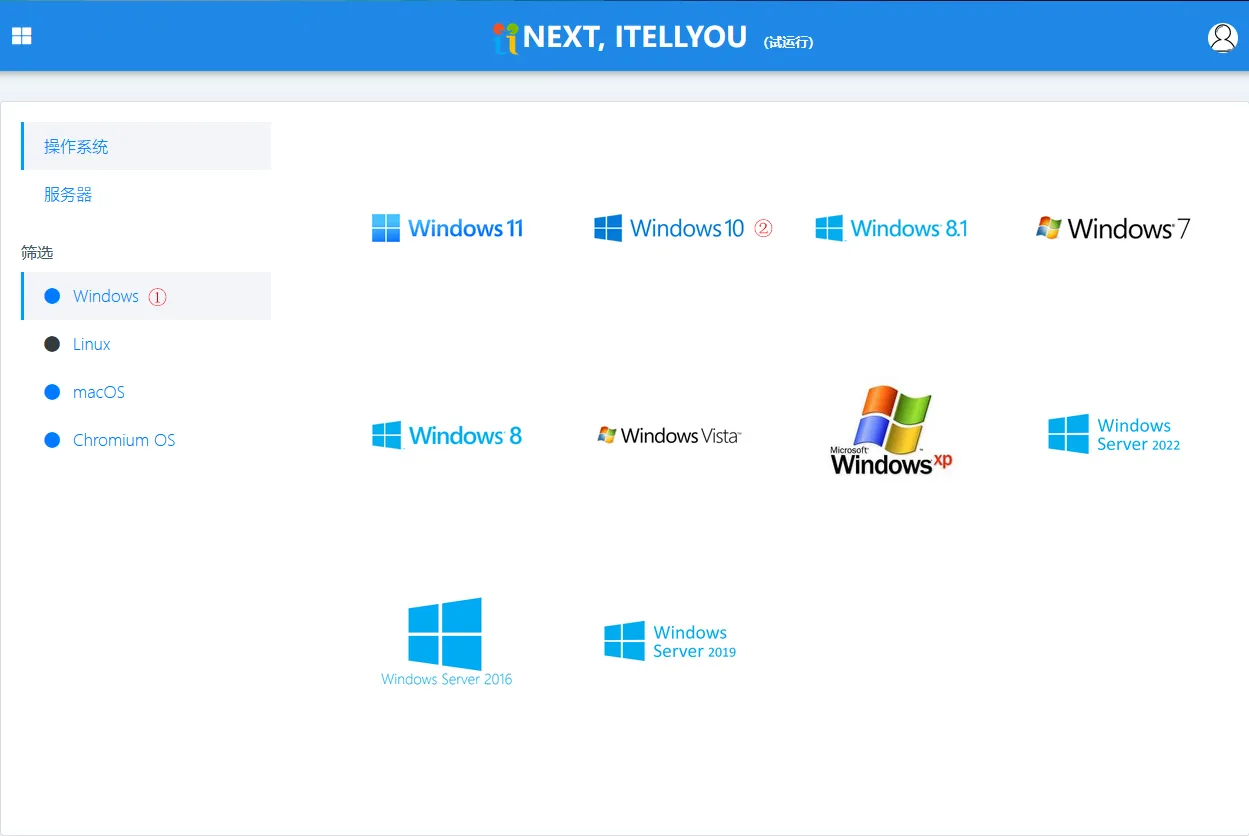 NEXT, ITELLYOU (试运行)
操作系统
服务器
筛选
Windows ①
Linux
macOS
Chromium OS
Windows 11
Windows 10 ②
Windows 8.1
Windows 7
Windows 8
Windows Vista™
Microsoft
Windows xp
Windows
Server 2022
Windows Server 2016
Windows
Server 2019